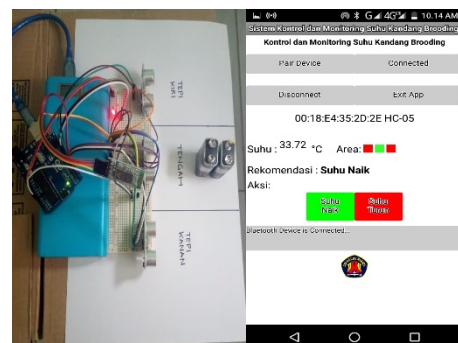 TEPI
KIRI
TENGAH
TEPI
KANAN
4G
10.14 AM
Sistem Kontrol dan Monitoring Suhu Kandang Brooding
Kontrol dan Monitoring Suhu Kandang Brooding
Pair Device Connected
Disconnect Exit App
00:18:E4:35:2D:2E HC-05
Suhu : 33.72 °C Area:
Rekomendasi : Suhu Naik
Aksi:
Suhu Naik
Suhu Turun
Bluetooth Device is Connected...